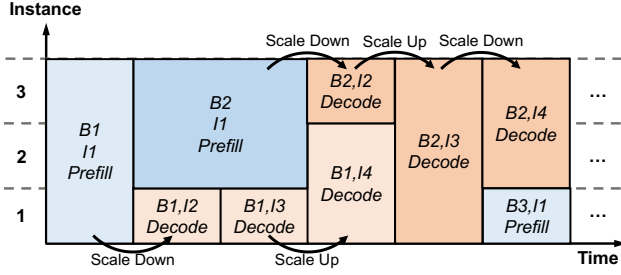 Instance
Scale Down
Scale Up
Scale Down
3
B1
I1
Prefill
B2
I1
Prefill
B2,I2
Decode
B2,I3
Decode
B2,I4
Decode
...
2
B1,I4
Decode
...
1
B1,I2
Decode
B1,I3
Decode
B3,I1
Prefill
...
Scale Down
Scale Up
Time